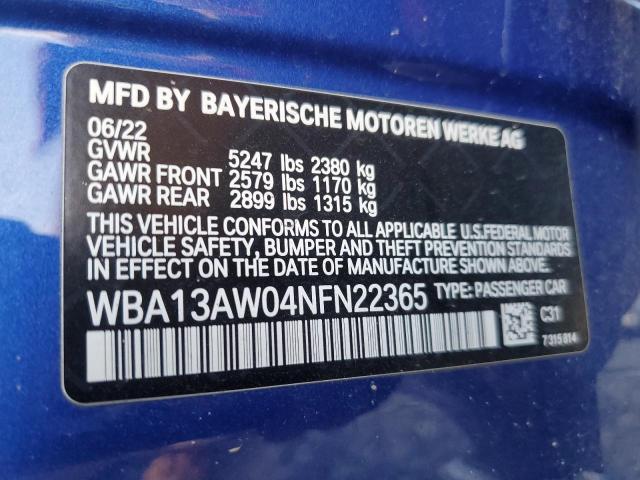 MFD BY BAYERISCHE MOTOREN WERKE AG
06/22
GVWR 5247 lbs 2380 kg
GAWR FRONT 2579 lbs 1170 kg
GAWR REAR 2899 lbs 1315 kg
THIS VEHICLE CONFORMS TO ALL APPLICABLE U.S.FEDERAL MOTOR
VEHICLE SAFETY, BUMPER AND THEFT PREVENTION STANDARDS
IN EFFECT ON THE DATE OF MANUFACTURE SHOWN ABOVE.
WBA13AW04NFN22365 TYPE: PASSENGER CAR
C31
7315814